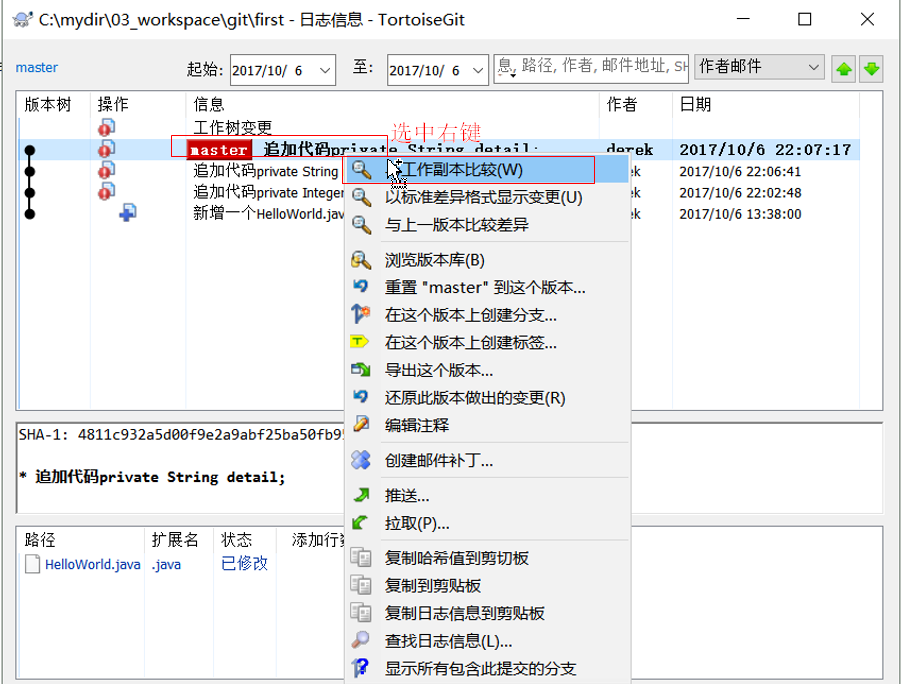 C:\mydir\03_workspace\git\first - 日志信息 - TortoiseGit
master 起始: 2017/10/ 6 至: 2017/10/ 6 息, 路径, 作者, 邮件地址, SH 作者邮件
版本树 操作 信息 作者 日期
工作树变更
选中右键
master 追加代码private String detail; derek 2017/10/6 22:07:17
追加代码private String 2017/10/6 22:06:41
追加代码private Integer 2017/10/6 22:02:48
新增一个HelloWorld.jav 2017/10/6 13:38:00
工作副本比较(W)
以标准差异格式显示变更(U)
与上一版本比较差异
浏览版本库(B)
重置 "master" 到这个版本...
在这个版本上创建分支...
在这个版本上创建标签...
导出这个版本...
还原此版本做出的变更(R)
编辑注释
创建邮件补丁...
推送...
拉取(P)...
复制哈希值到剪切板
复制到剪贴板
复制日志信息到剪贴板
查找日志信息(L)...
显示所有包含此提交的分支
SHA-1: 4811c932a5d00f9e2a9abf25ba50fb9
* 追加代码private String detail;
路径 扩展名 状态 添加行数
HelloWorld.java .java 已修改